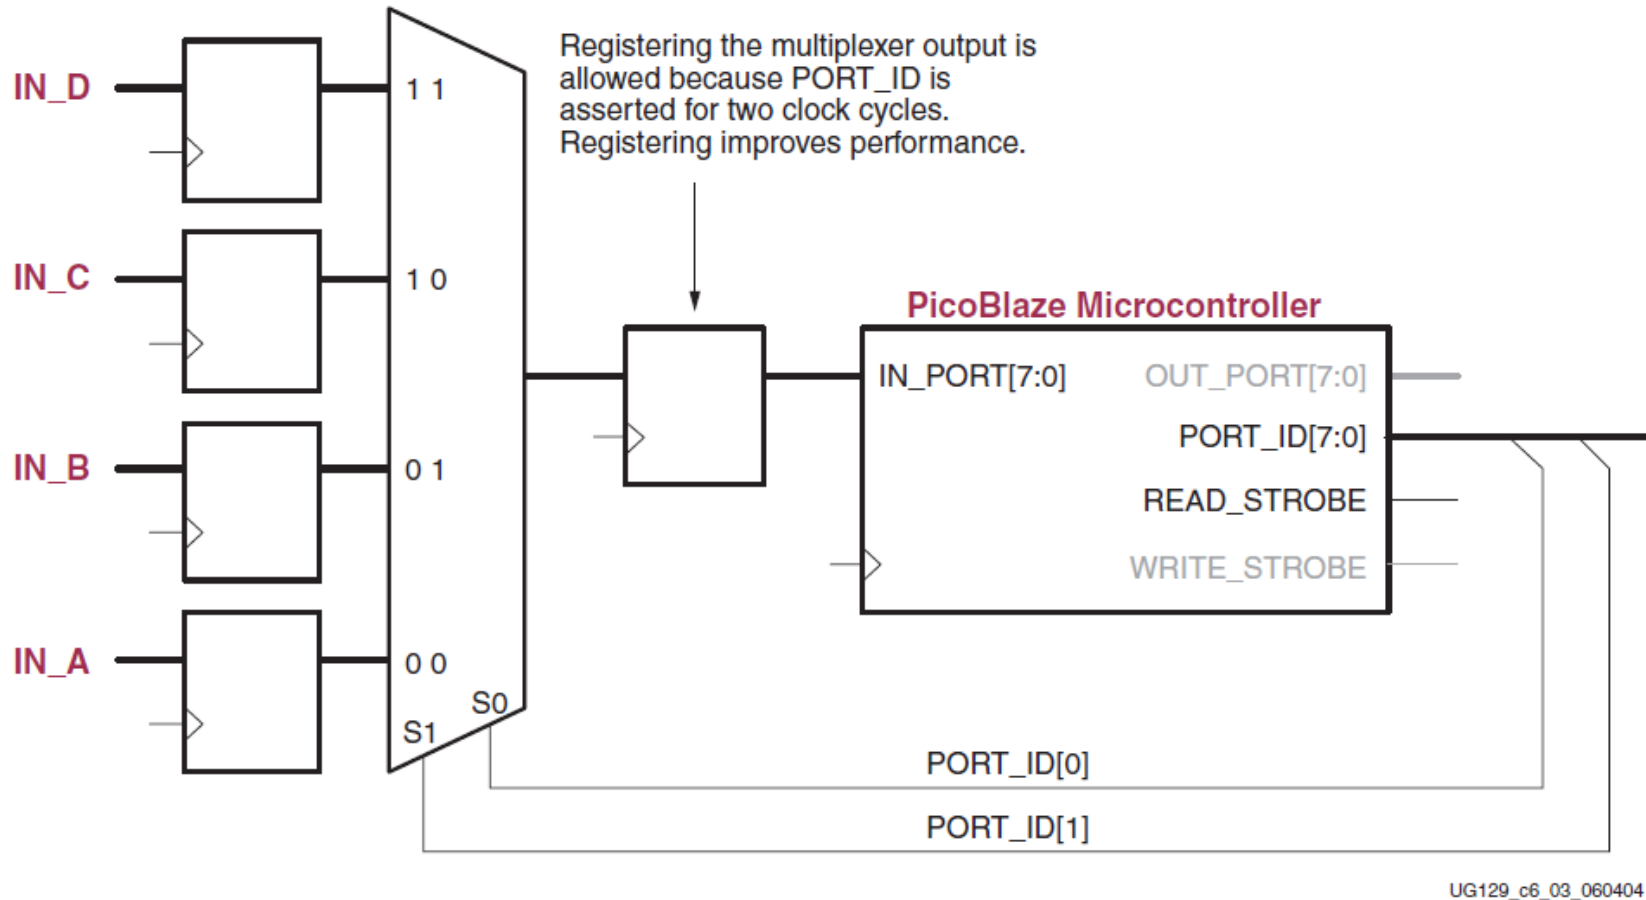 Registering the multiplexer output is
allowed because PORT_ID is
asserted for two clock cycles.
Registering improves performance.
IN_D
1 1
IN_C
1 0
PicoBlaze Microcontroller
IN_PORT[7:0]
OUT_PORT[7:0]
PORT_ID[7:0]
READ_STROBE
WRITE_STROBE
IN_B
0 1
IN_A
0 0
S0
S1
PORT_ID[0]
PORT_ID[1]
UG129_c6_03_060404